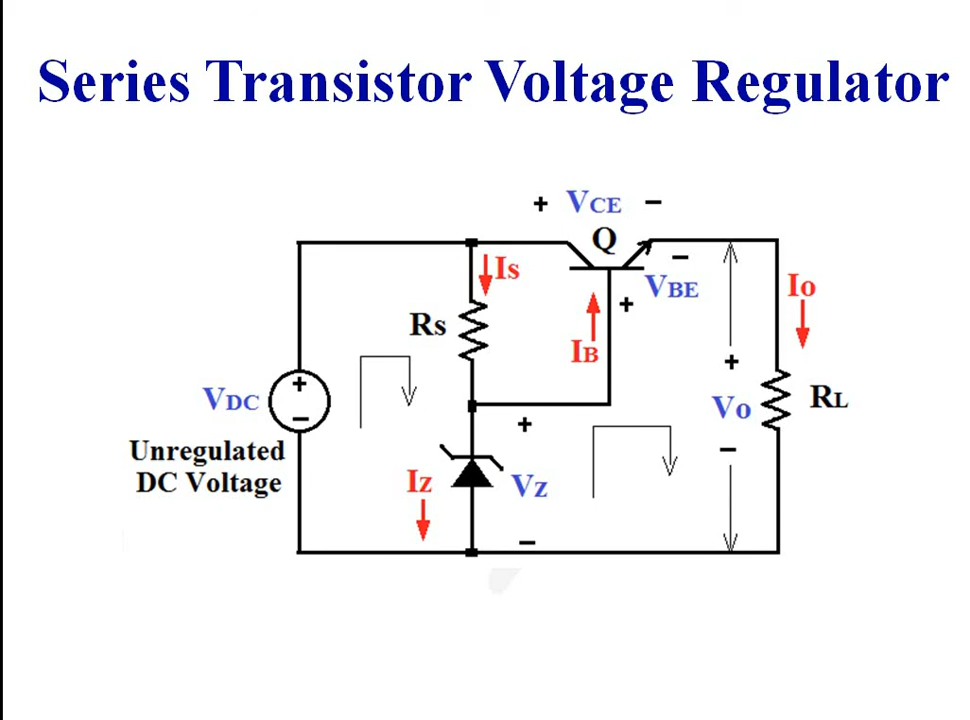 Series Transistor Voltage Regulator
+ VCE −
Q
Is
−
VBE
+
Io
Rs
IB
+
VDC
+
−
Vo
RL
+
−
Unregulated
DC Voltage
Iz
Vz
−